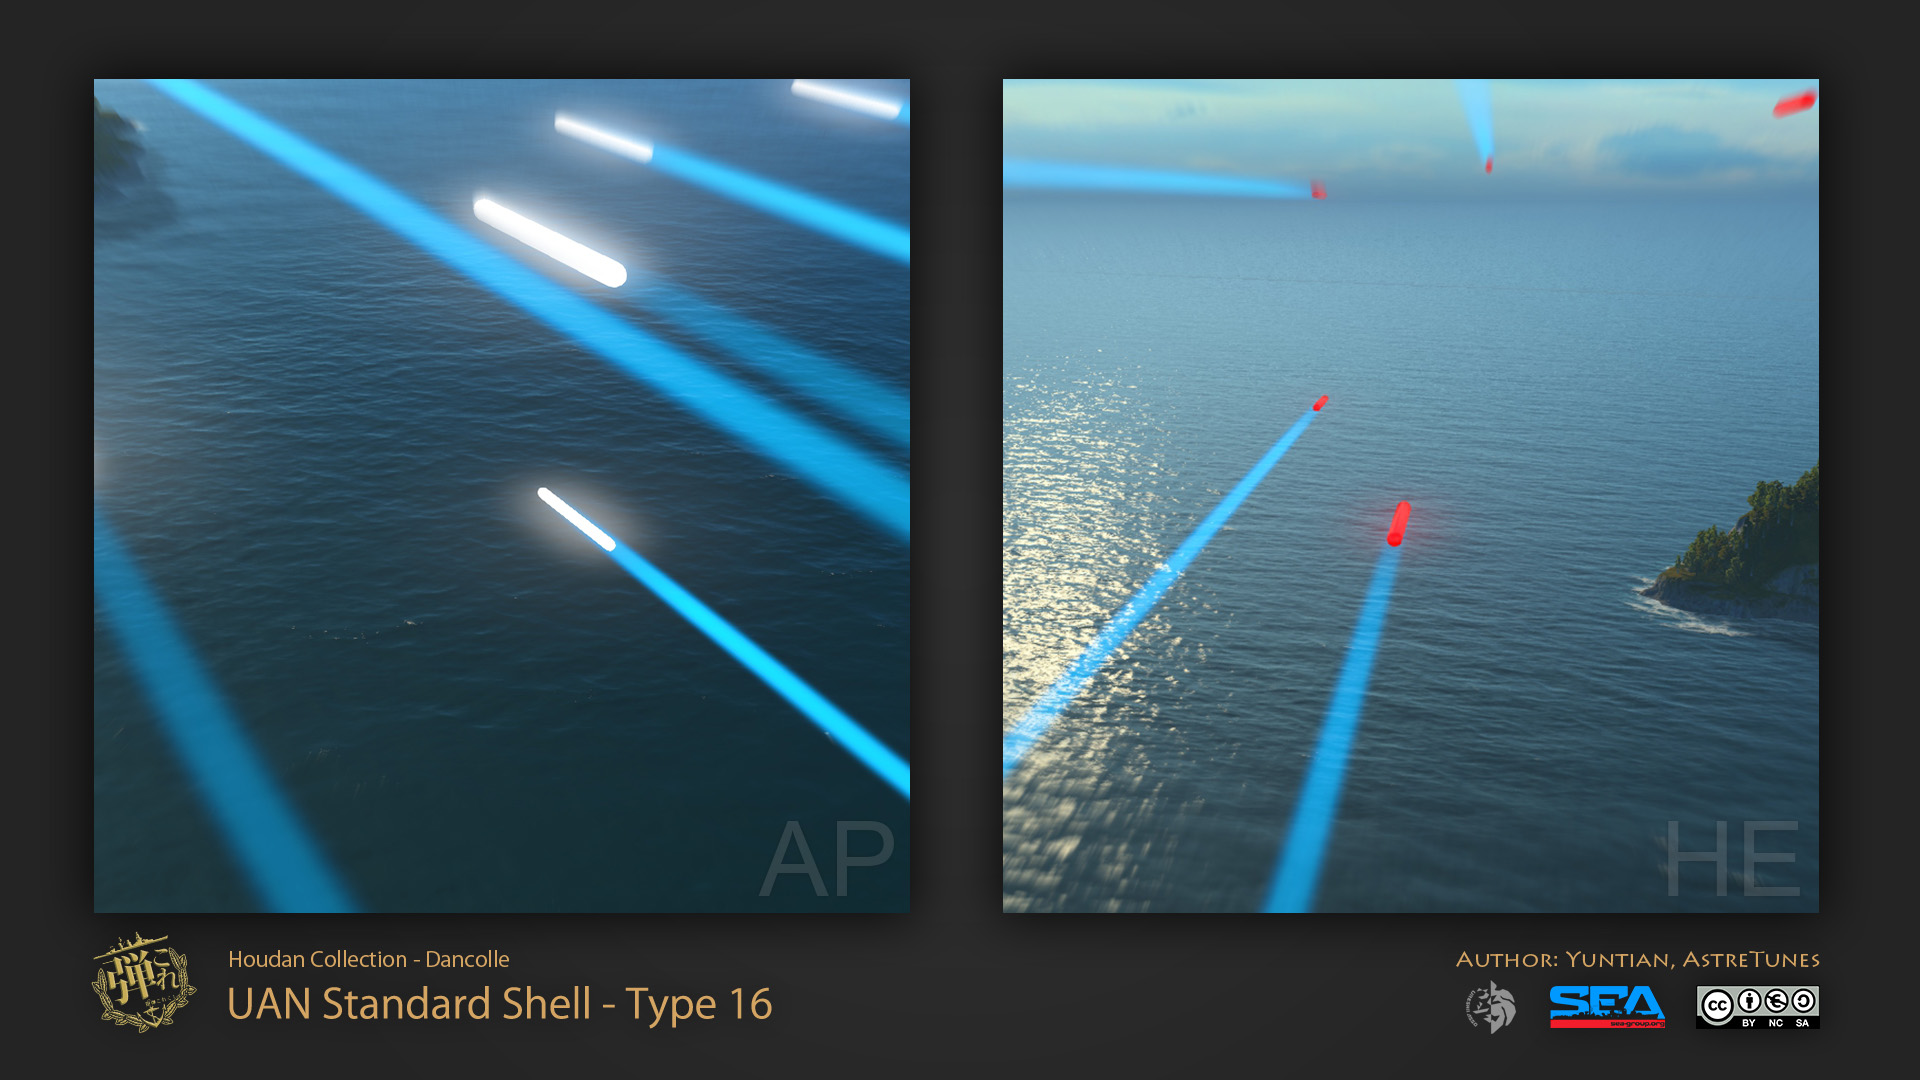 AP
HE
弾これ
Houdan Collection - Dancolle
UAN Standard Shell - Type 16
Author: Yuntian, AstreTunes
SEA
sea-group.org
cc
BY NC SA